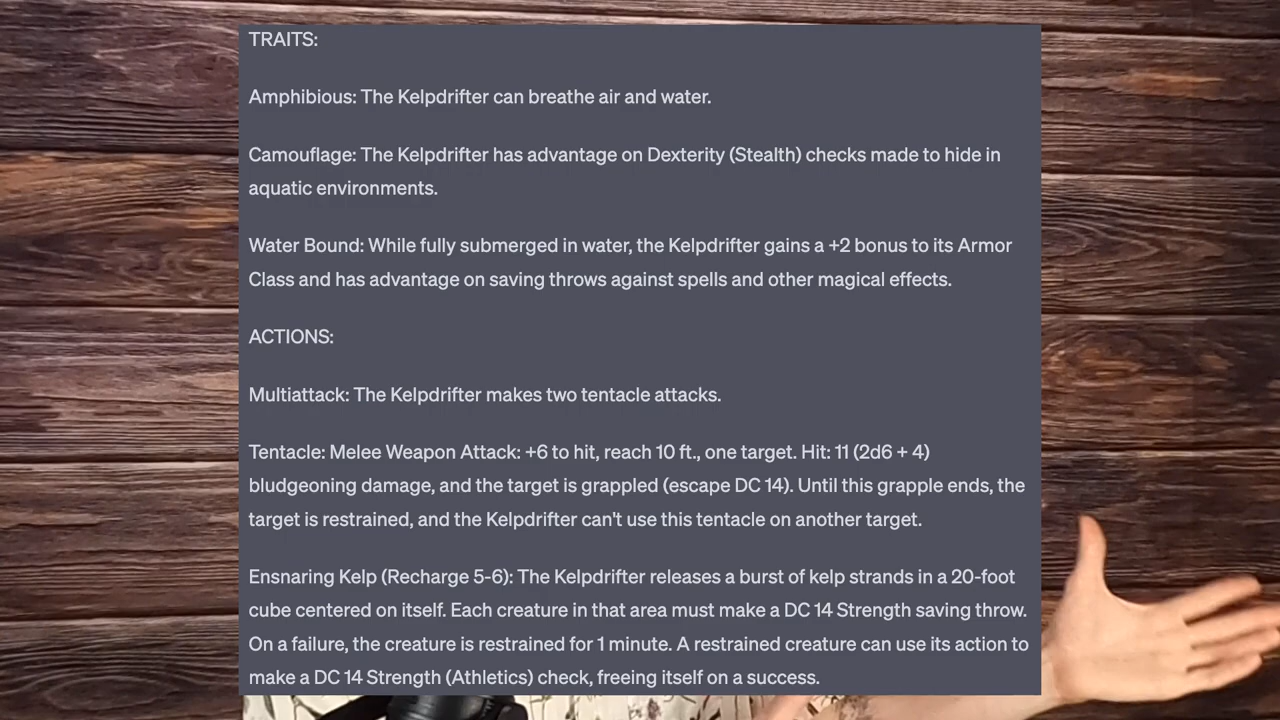 TRAITS:
Amphibious: The Kelpdrifter can breathe air and water.
Camouflage: The Kelpdrifter has advantage on Dexterity (Stealth) checks made to hide in
aquatic environments.
Water Bound: While fully submerged in water, the Kelpdrifter gains a +2 bonus to its Armor
Class and has advantage on saving throws against spells and other magical effects.
ACTIONS:
Multiattack: The Kelpdrifter makes two tentacle attacks.
Tentacle: Melee Weapon Attack: +6 to hit, reach 10 ft., one target. Hit: 11 (2d6 + 4)
bludgeoning damage, and the target is grappled (escape DC 14). Until this grapple ends, the
target is restrained, and the Kelpdrifter can't use this tentacle on another target.
Ensnaring Kelp (Recharge 5-6): The Kelpdrifter releases a burst of kelp strands in a 20-foot
cube centered on itself. Each creature in that area must make a DC 14 Strength saving throw.
On a failure, the creature is restrained for 1 minute. A restrained creature can use its action to
make a DC 14 Strength (Athletics) check, freeing itself on a success.